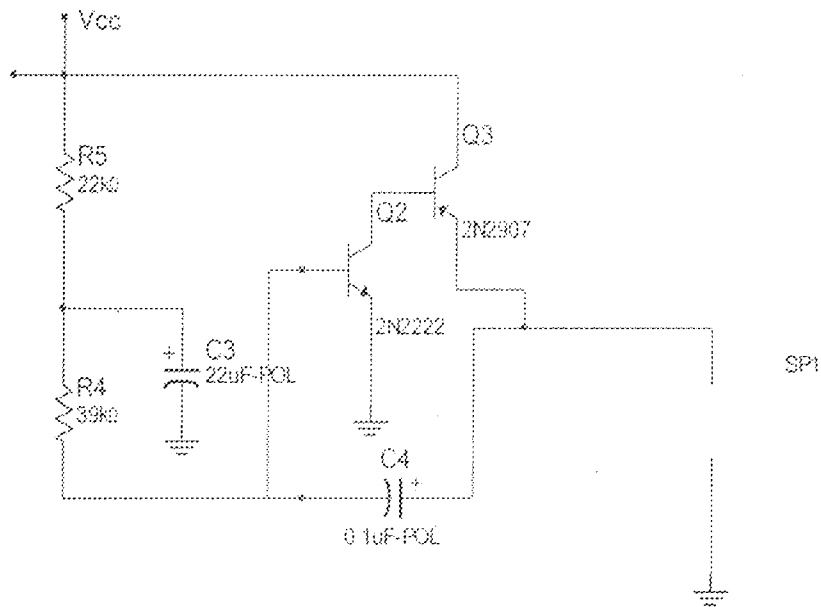 Vcc
Q3
R5
22kΩ
Q2
2N2907
2N2222
C3
22uF-POL
SP1
R4
39kΩ
C4
0.1uF-POL